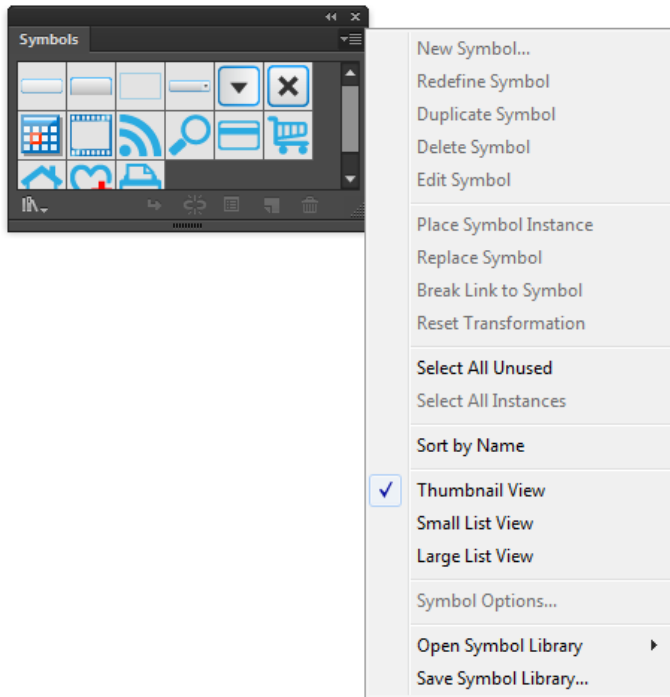 Symbols
New Symbol...
Redefine Symbol
Duplicate Symbol
Delete Symbol
Edit Symbol
Place Symbol Instance
Replace Symbol
Break Link to Symbol
Reset Transformation
Select All Unused
Select All Instances
Sort by Name
Thumbnail View
Small List View
Large List View
Symbol Options...
Open Symbol Library
Save Symbol Library...